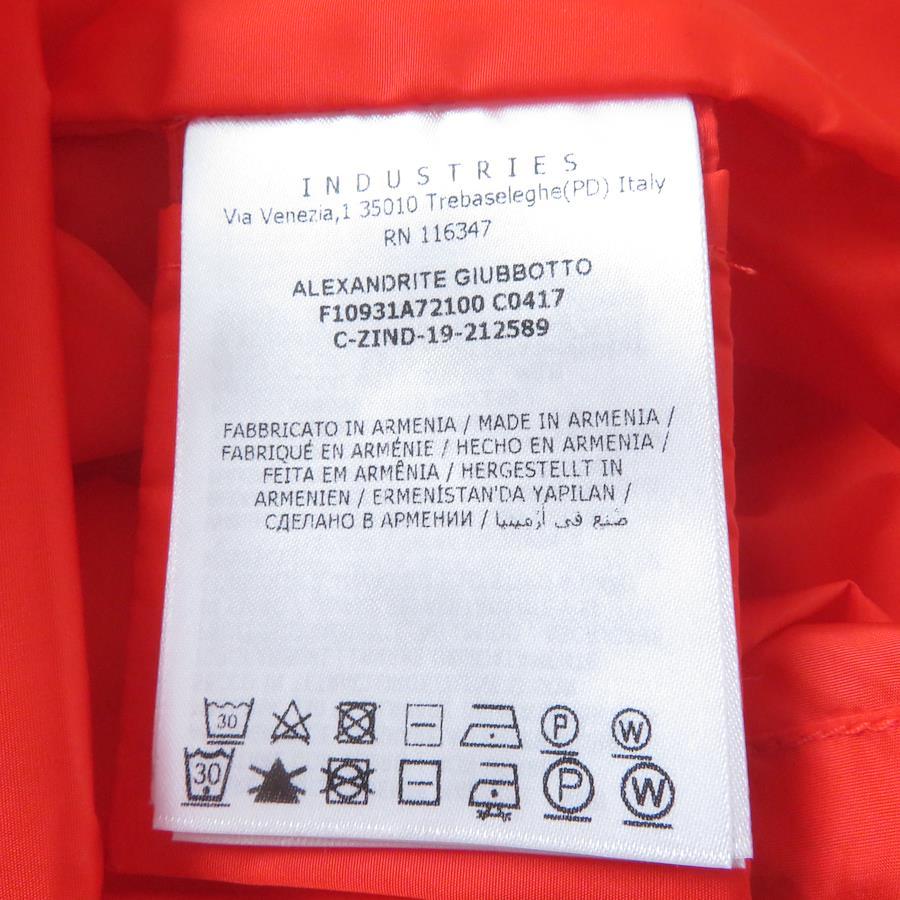 INDUSTRIES
Via Venezia,1 35010 Trebaseleghe(PD) Italy
RN 116347
ALEXANDRITE GIUBBOTTO
F10931A72100 C0417
C-ZIND-19-212589
FABBRICATO IN ARMENIA / MADE IN ARMENIA /
FABRIQUÉ EN ARMÉNIE / HECHO EN ARMENIA /
FEITA EM ARMÊNIA / HERGESTELLT IN
ARMENIEN / ERMENİSTAN'DA YAPILAN /
СДЕЛАНО В АРМЕНИИ / صنع في أرمينيا
30 P W
30 P W